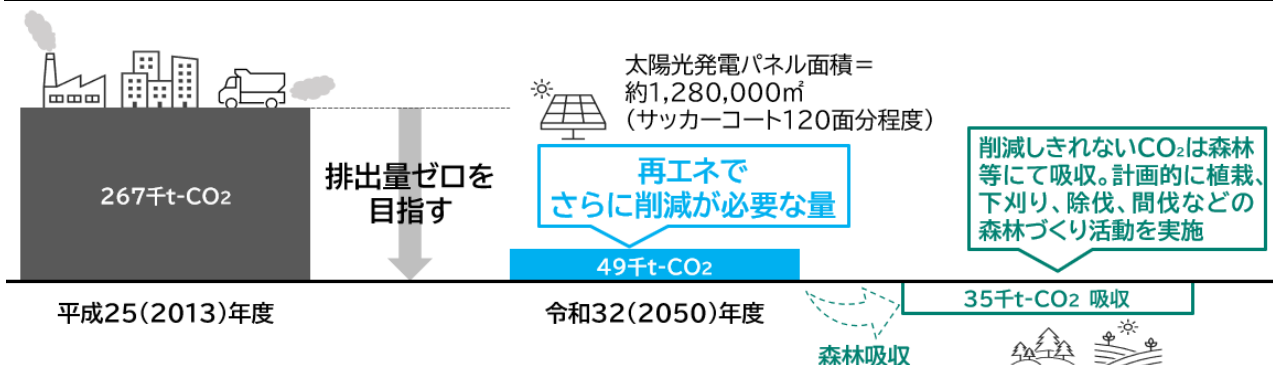 太陽光発電パネル面積＝
約1,280,000㎡
（サッカーコート120面分程度）
267千t-CO2
排出量ゼロを
目指す
再エネで
さらに削減が必要な量
49千t-CO2
削減しきれないCO2は森林
等にて吸収。計画的に植栽、
下刈り、除伐、間伐などの
森林づくり活動を実施
35千t-CO2 吸収
平成25（2013）年度
令和32（2050）年度
森林吸収